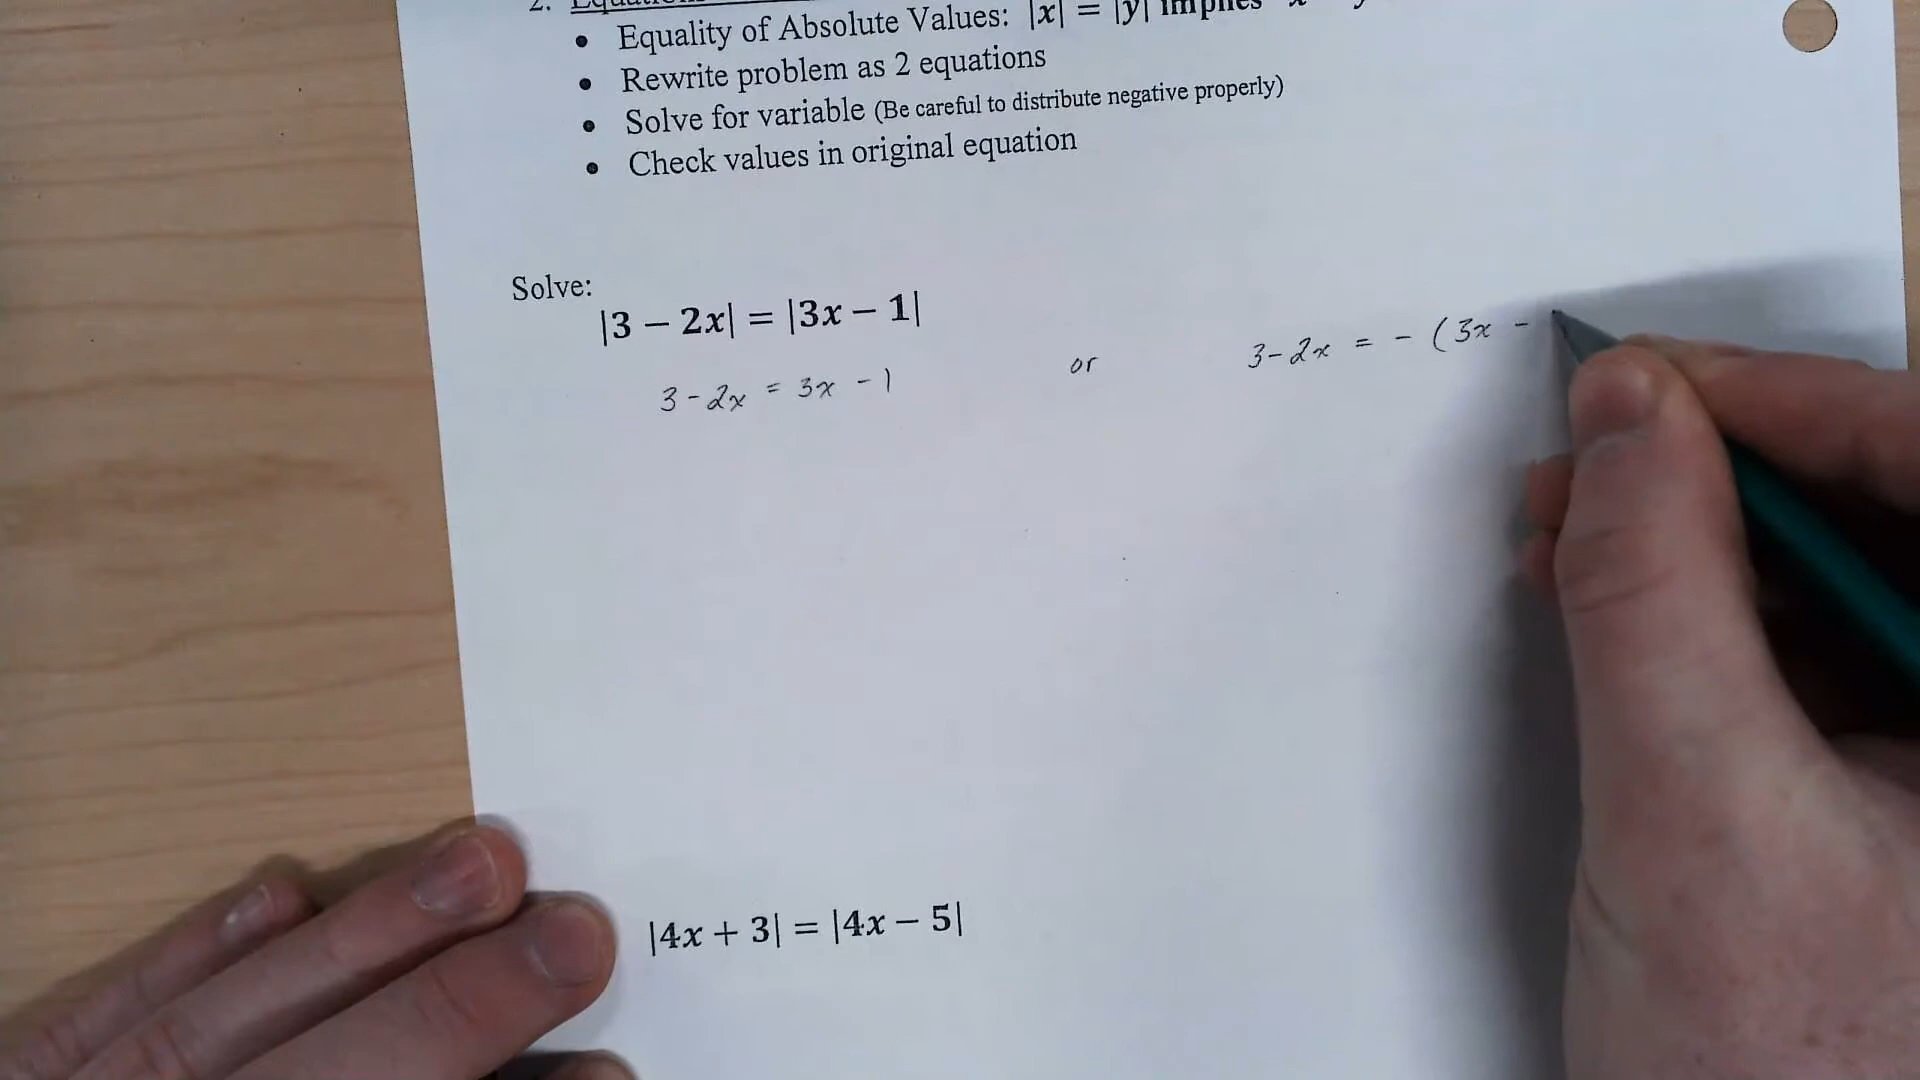 2.
• Equality of Absolute Values: |x| = |y| implies x
• Rewrite problem as 2 equations
• Solve for variable (Be careful to distribute negative properly)
• Check values in original equation
Solve:
|3 − 2x| = |3x − 1|
3 - 2x = 3x - 1 or 3 - 2x = - (3x -
|4x + 3| = |4x − 5|